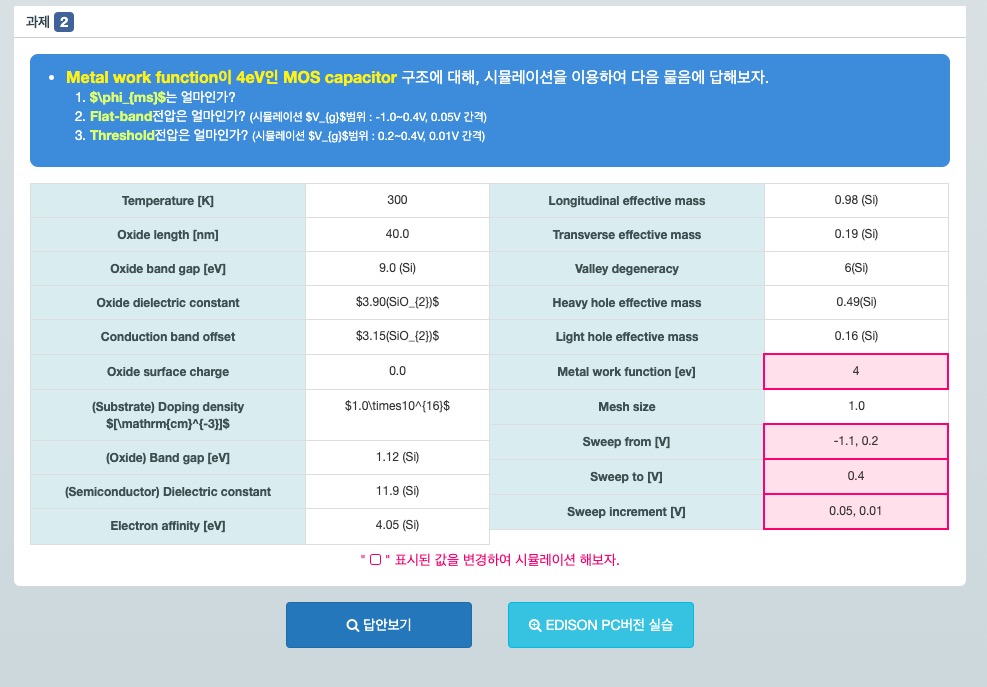 과제 2
• Metal work function이 4eV인 MOS capacitor 구조에 대해, 시뮬레이션을 이용하여 다음 물음에 답해보자.
1. $\phi_{ms}$는 얼마인가?
2. Flat-band전압은 얼마인가? (시뮬레이션 $V_{g}$범위 : -1.0~0.4V, 0.05V 간격)
3. Threshold전압은 얼마인가? (시뮬레이션 $V_{g}$범위 : 0.2~0.4V, 0.01V 간격)
Temperature [K] 300 Longitudinal effective mass 0.98 (Si)
Oxide length [nm] 40.0 Transverse effective mass 0.19 (Si)
Oxide band gap [eV] 9.0 (Si) Valley degeneracy 6(Si)
Oxide dielectric constant $3.90(SiO_{2})$ Heavy hole effective mass 0.49(Si)
Conduction band offset $3.15(SiO_{2})$ Light hole effective mass 0.16 (Si)
Oxide surface charge 0.0 Metal work function [ev] 4
(Substrate) Doping density $1.0\times10^{16}$ Mesh size 1.0
$[\mathrm{cm}^{-3}]$
Sweep from [V] -1.1, 0.2
(Oxide) Band gap [eV] 1.12 (Si)
Sweep to [V] 0.4
(Semiconductor) Dielectric constant 11.9 (Si)
Sweep increment [V] 0.05, 0.01
Electron affinity [eV] 4.05 (Si)
" □ " 표시된 값을 변경하여 시뮬레이션 해보자.
답안보기
EDISON PC버전 실습